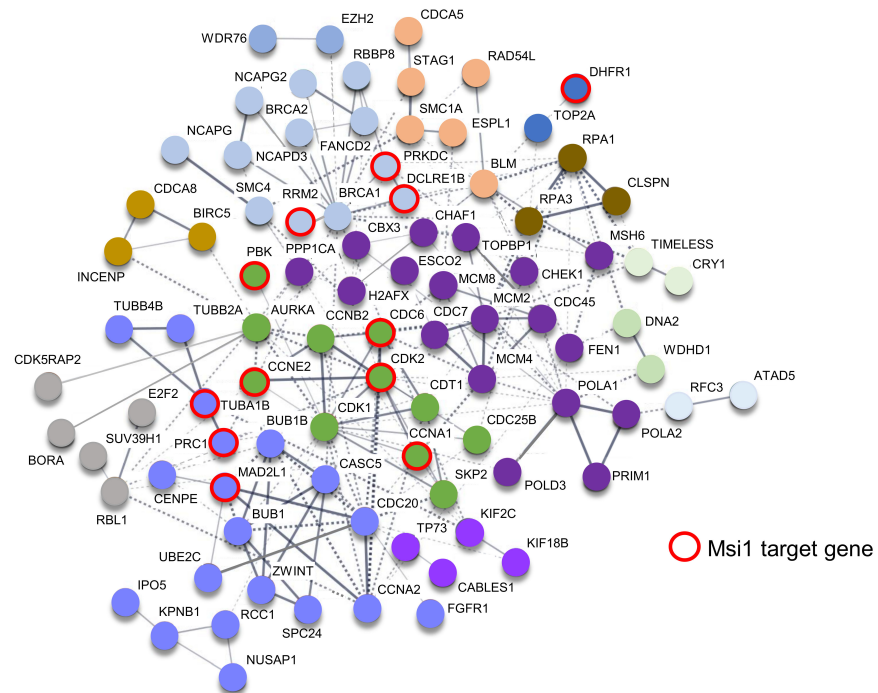 EZH2
CDCA5
WDR76
RBBP8
STAG1
RAD54L
NCAPG2
DHFR1
BRCA2
SMC1A
TOP2A
ESPL1
NCAPG
FANCD2
RPA1
NCAPD3
PRKDC
BLM
CLSPN
SMC4
RRM2
BRCA1
DCLRE1B
RPA3
CDCA8
BIRC5
CBX3
CHAF1
MSH6
PBK
PPP1CA
TOPBP1
TIMELESS
INCENP
ESCO2
CHEK1
CRY1
MCM8
TUBB4B
TUBB2A
AURKA
H2AFX
MCM2
CCNB2
CDC6
CDC7
CDC45
DNA2
FEN1
WDHD1
CDK5RAP2
CCNE2
CDK2
MCM4
RFC3
ATAD5
E2F2
TUBA1B
CDT1
POLA1
SUV39H1
BUB1B
CDK1
CDC25B
BORA
PRC1
CCNA1
POLA2
MAD2L1
CASC5
SKP2
POLD3
PRIM1
RBL1
CENPE
CDC20
BUB1
TP73
KIF2C
UBE2C
KIF18B
Msi1 target gene
ZWINT
IPO5
CABLES1
KPNB1
RCC1
CCNA2
FGFR1
SPC24
NUSAP1